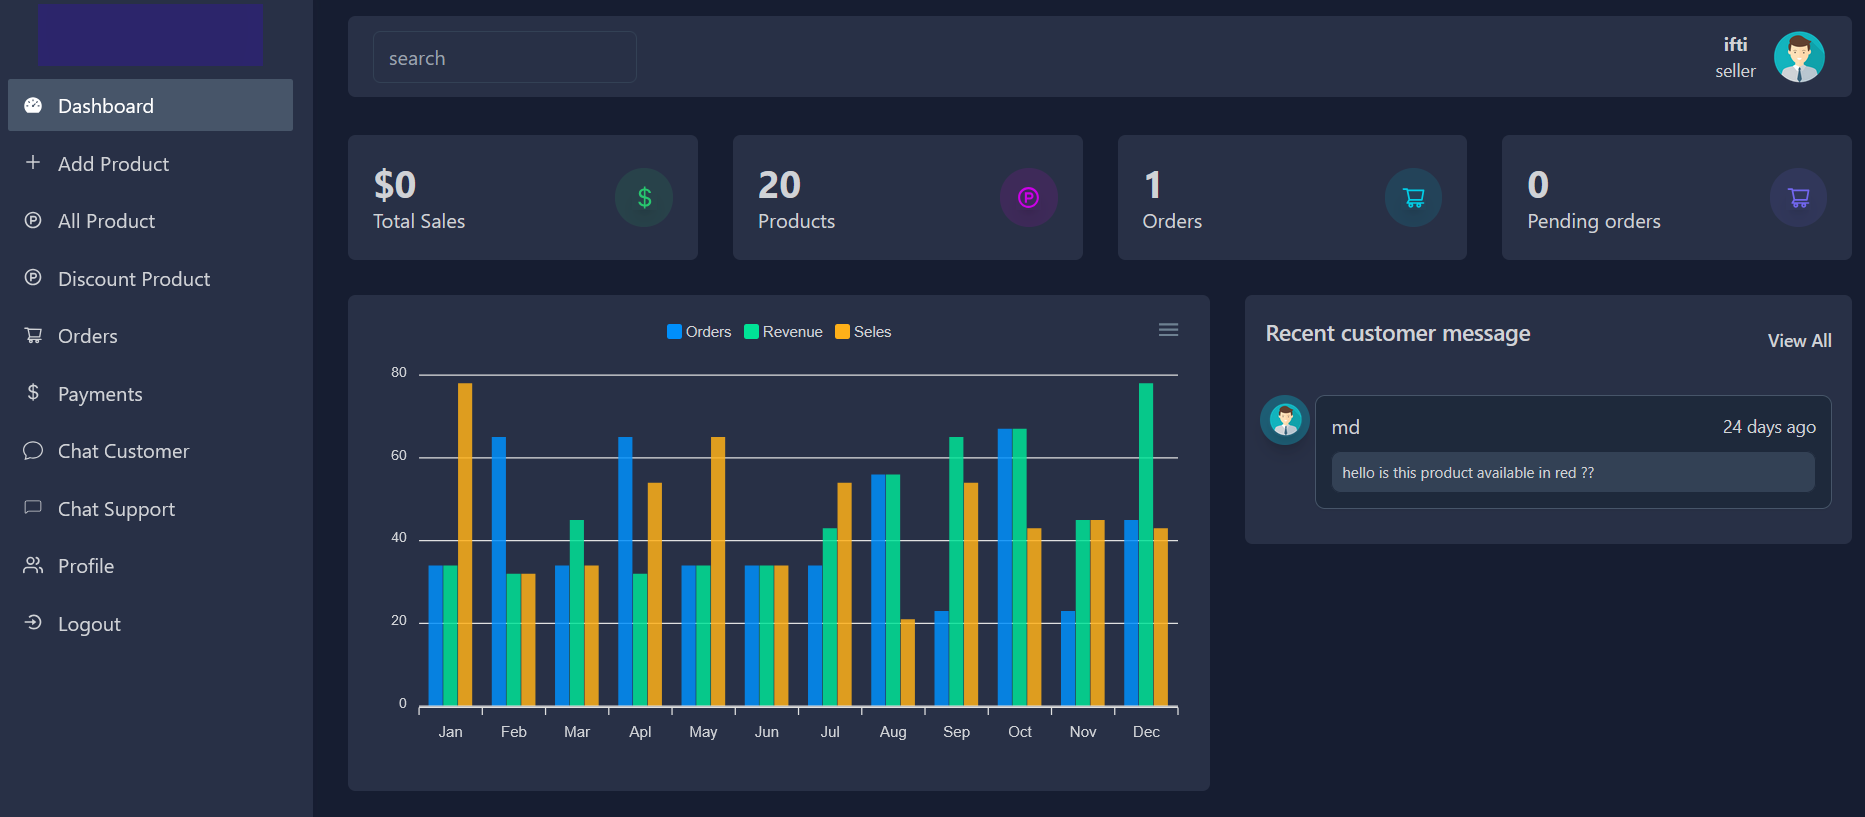 Dashboard
Add Product
All Product
Discount Product
Orders
Payments
Chat Customer
Chat Support
Profile
Logout
search
ifti
seller
$0
Total Sales
$
20
Products
P
1
Orders
0
Pending orders
Orders Revenue Seles
80
60
40
20
0
Jan Feb Mar Apl May Jun Jul Aug Sep Oct Nov Dec
Recent customer message
View All
md
24 days ago
hello is this product available in red ??